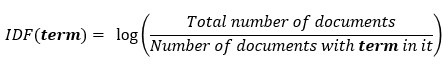 IDF(term) = log(Total number of documents / Number of documents with term in it)